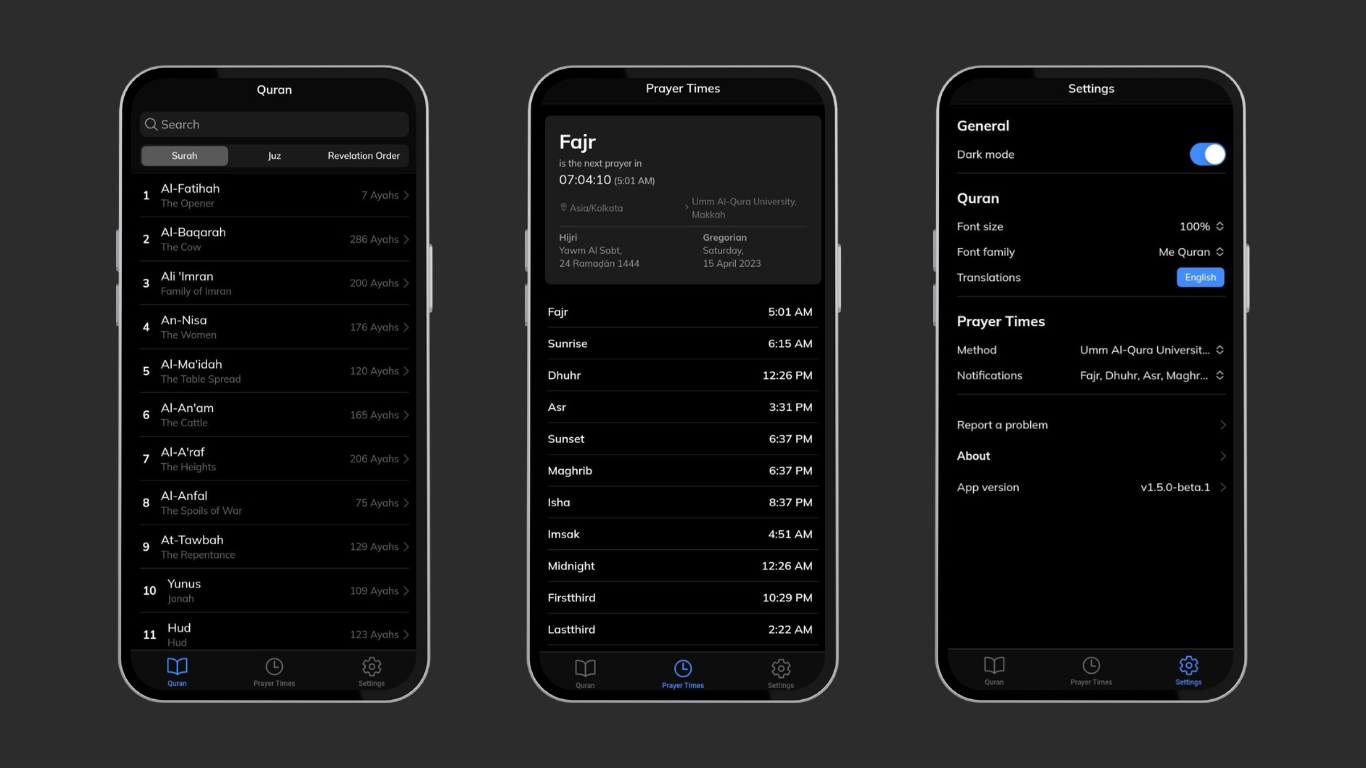 Quran
Search
Surah Juz Revelation Order
1 Al-Fatihah 7 Ayahs
The Opener
2 Al-Baqarah 286 Ayahs
The Cow
3 Ali 'Imran 200 Ayahs
Family of Imran
4 An-Nisa 176 Ayahs
The Women
5 Al-Ma'idah 120 Ayahs
The Table Spread
6 Al-An'am 165 Ayahs
The Cattle
7 Al-A'raf 206 Ayahs
The Heights
8 Al-Anfal 75 Ayahs
The Spoils of War
9 At-Tawbah 129 Ayahs
The Repentance
10 Yunus 109 Ayahs
Jonah
11 Hud 123 Ayahs
Hud
Quran Prayer Times Settings
Prayer Times
Fajr
is the next prayer in
07:04:10 (5:01 AM)
Asia/Kolkata
Umm Al-Qura University,
Makkah
Hijri
Yawm Al Sabt,
24 Ramaḍān 1444
Gregorian
Saturday,
15 April 2023
Fajr 5:01 AM
Sunrise 6:15 AM
Dhuhr 12:26 PM
Asr 3:31 PM
Sunset 6:37 PM
Maghrib 6:37 PM
Isha 8:37 PM
Imsak 4:51 AM
Midnight 12:26 AM
Firstthird 10:29 PM
Lastthird 2:22 AM
Quran Prayer Times Settings
Settings
General
Dark mode
Quran
Font size 100%
Font family Me Quran
Translations English
Prayer Times
Method Umm Al-Qura Universit...
Notifications Fajr, Dhuhr, Asr, Maghr...
Report a problem
About
App version v1.5.0-beta.1
Quran Prayer Times Settings